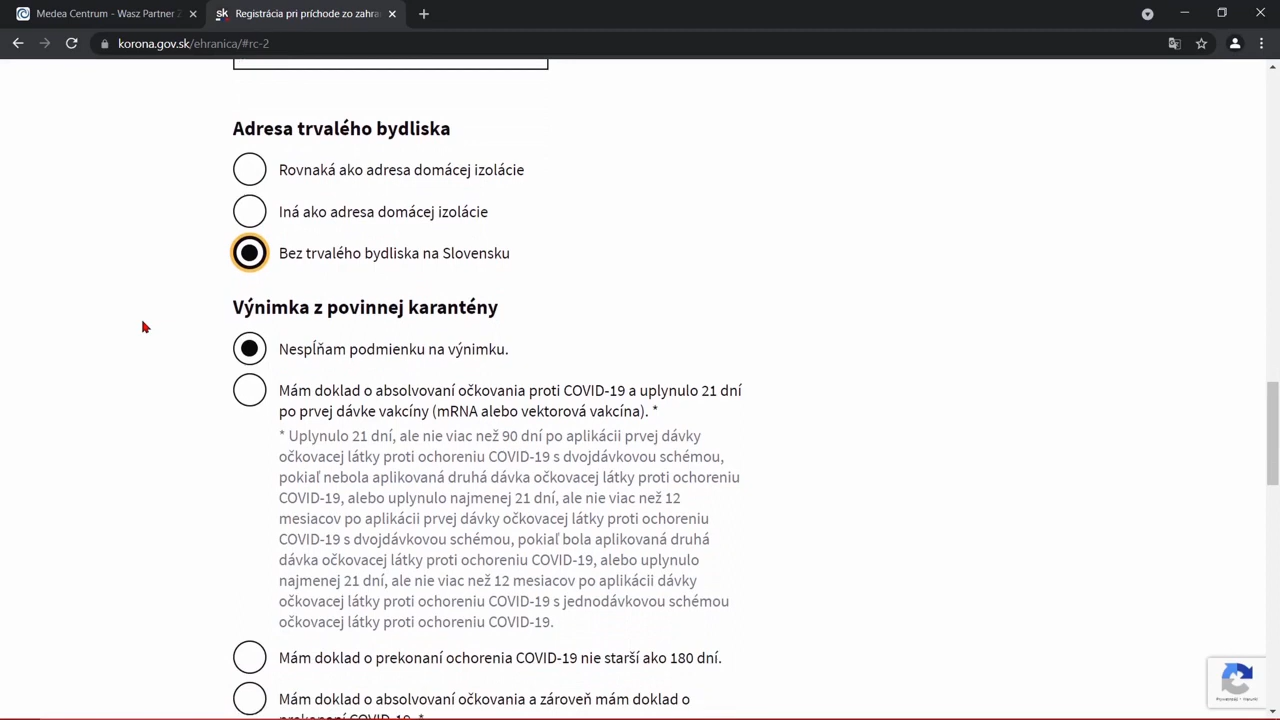 Medea Centrum - Wasz Partner Z
sk Registrácia pri príchode zo zahra
korona.gov.sk/ehranica/#rc-2
Adresa trvalého bydliska
Rovnaká ako adresa domácej izolácie
Iná ako adresa domácej izolácie
Bez trvalého bydliska na Slovensku
Výnimka z povinnej karantény
Nespĺňam podmienku na výnimku.
Mám doklad o absolvovaní očkovania proti COVID-19 a uplynulo 21 dní
po prvej dávke vakcíny (mRNA alebo vektorová vakcína). *
* Uplynulo 21 dní, ale nie viac než 90 dní po aplikácii prvej dávky
očkovacej látky proti ochoreniu COVID-19 s dvojdávkovou schémou,
pokiaľ nebola aplikovaná druhá dávka očkovacej látky proti ochoreniu
COVID-19, alebo uplynulo najmenej 21 dní, ale nie viac než 12
mesiacov po aplikácii prvej dávky očkovacej látky proti ochoreniu
COVID-19 s dvojdávkovou schémou, pokiaľ bola aplikovaná druhá
dávka očkovacej látky proti ochoreniu COVID-19, alebo uplynulo
najmenej 21 dní, ale nie viac než 12 mesiacov po aplikácii dávky
očkovacej látky proti ochoreniu COVID-19 s jednodávkovou schémou
očkovacej látky proti ochoreniu COVID-19.
Mám doklad o prekonaní ochorenia COVID-19 nie starší ako 180 dní.
Mám doklad o absolvovaní očkovania a zároveň mám doklad o
prekonaní COVID-19. *